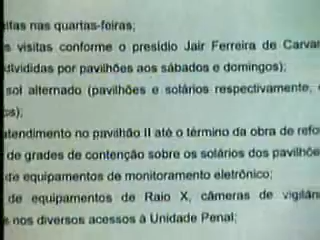 itas nas quartas-feiras;
s visitas conforme o presídio Jair Ferreira de Carva
divididas por pavilhões aos sábados e domingos);
sol alternado (pavilhões e solários respectivamente,
os);
atendimento no pavilhão II até o término da obra de refo
de grades de contenção sobre os solários dos pavilhõe
de equipamentos de monitoramento eletrônico;
de equipamentos de Raio X, câmeras de vigilân
s nos diversos acessos à Unidade Penal;